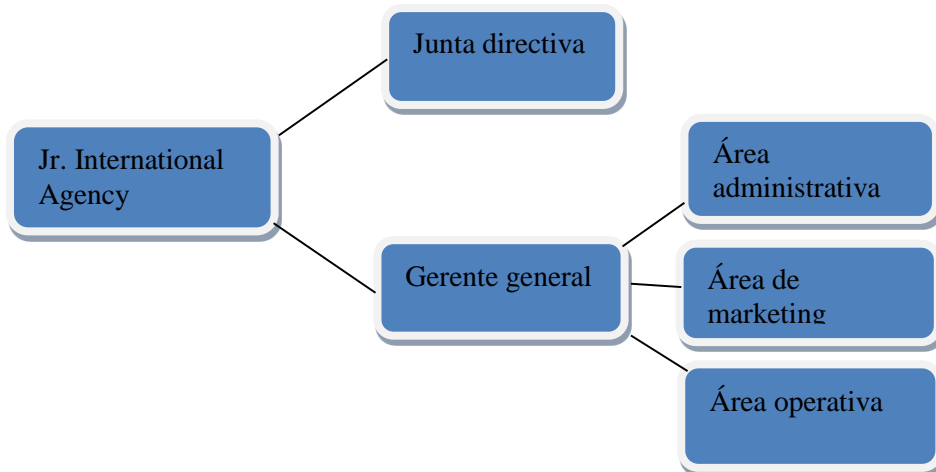 Junta directiva
Jr. International
Agency
Área
administrativa
Gerente general
Área de
marketing
Área operativa